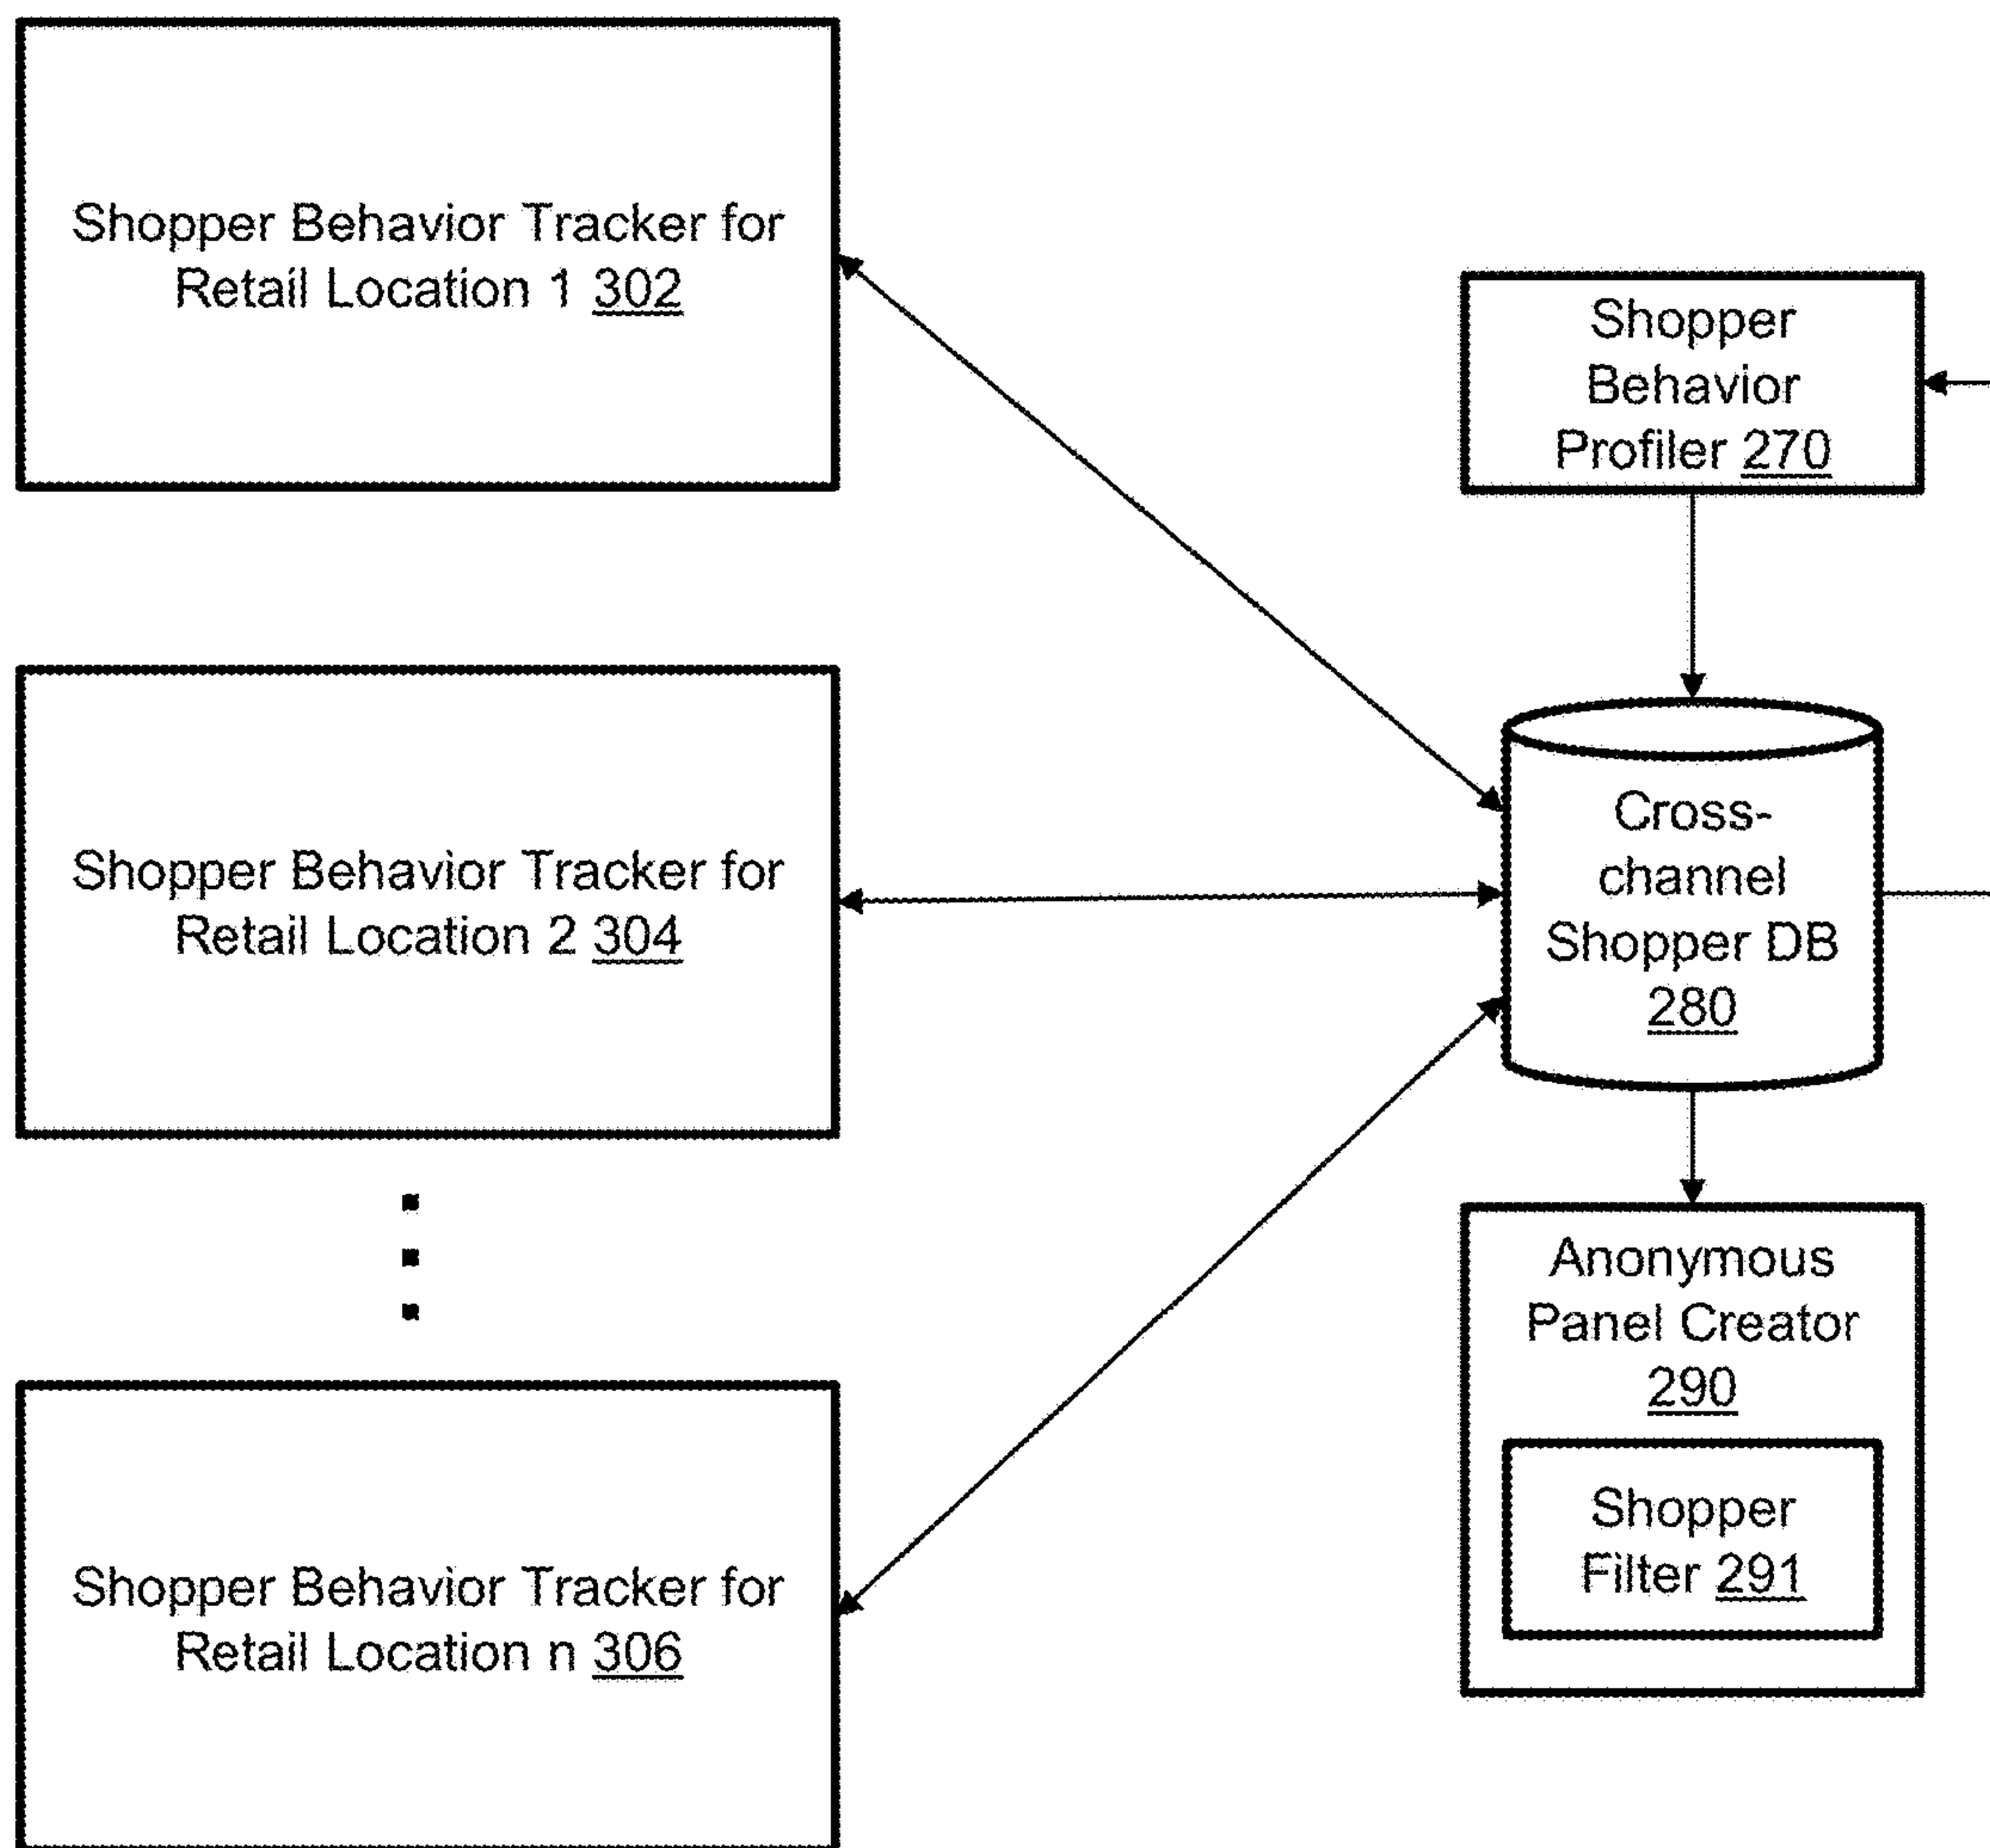 Shopper Behavior Tracker for
Retail Location 1 302
Shopper
Behavior
Profiler 270
Shopper Behavior Tracker for
Retail Location 2 304
Cross-
channel
Shopper DB
280
Anonymous
Panel Creator
290
Shopper
Filter 291
Shopper Behavior Tracker for
Retail Location n 306